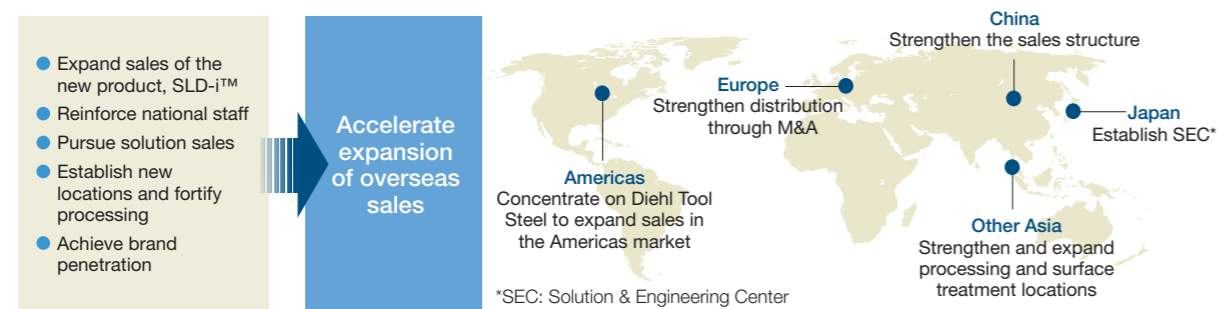 Expand sales of the
new product, SLD-i™
Reinforce national staff
Pursue solution sales
Establish new
locations and fortify
processing
Achieve brand
penetration
Accelerate
expansion
of overseas
sales
Americas
Concentrate on Diehl Tool
Steel to expand sales in
the Americas market
Europe
Strengthen distribution
through M&A
China
Strengthen the sales structure
Japan
Establish SEC*
Other Asia
Strengthen and expand
processing and surface
treatment locations
*SEC: Solution & Engineering Center